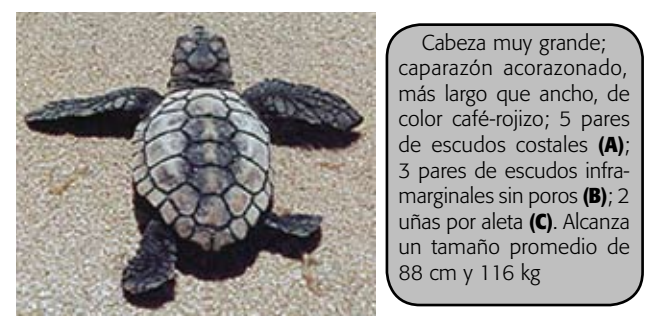 Cabeza muy grande;
caparazón acorazonado,
más largo que ancho, de
color café-rojizo; 5 pares
de escudos costales (A);
3 pares de escudos infra-
marginales sin poros (B); 2
uñas por aleta (C). Alcanza
un tamaño promedio de
88 cm y 116 kg